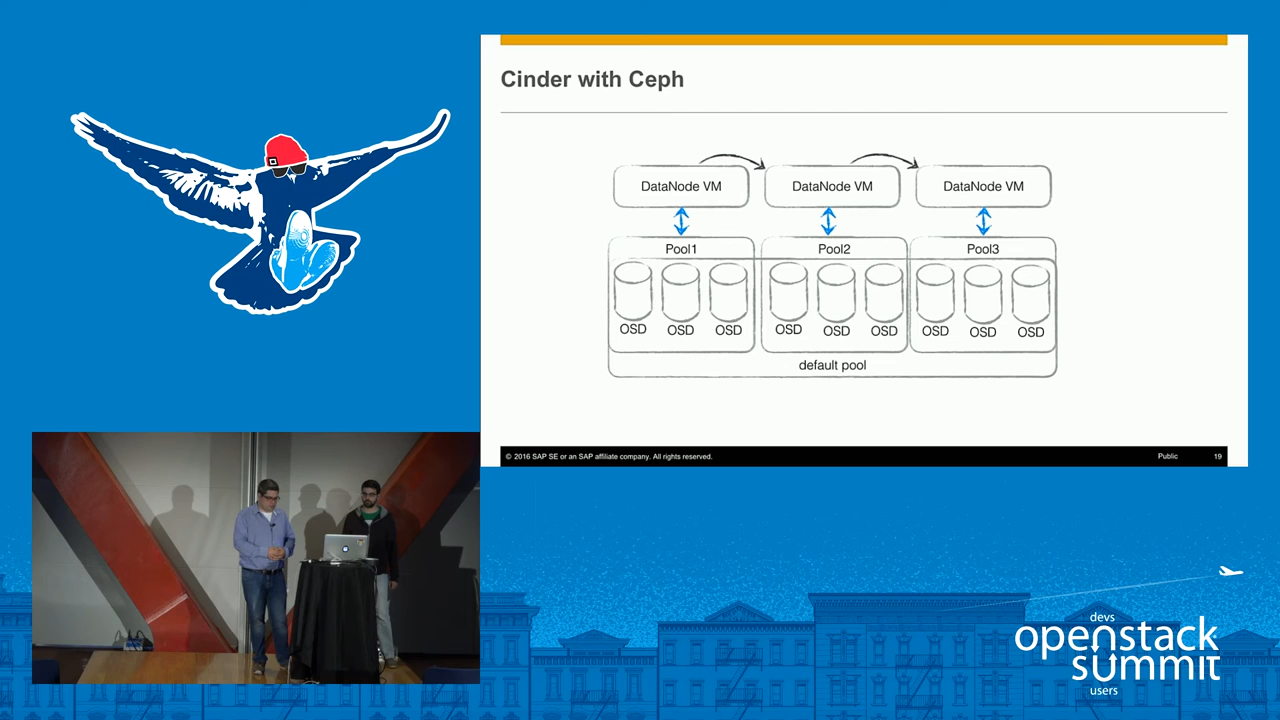 Cinder with Ceph
DataNode VM DataNode VM DataNode VM
Pool1 Pool2 Pool3
OSD OSD OSD OSD OSD OSD OSD OSD OSD
default pool
© 2016 SAP SE or an SAP affiliate company. All rights reserved. Public 19
devs
openstack
summit
users